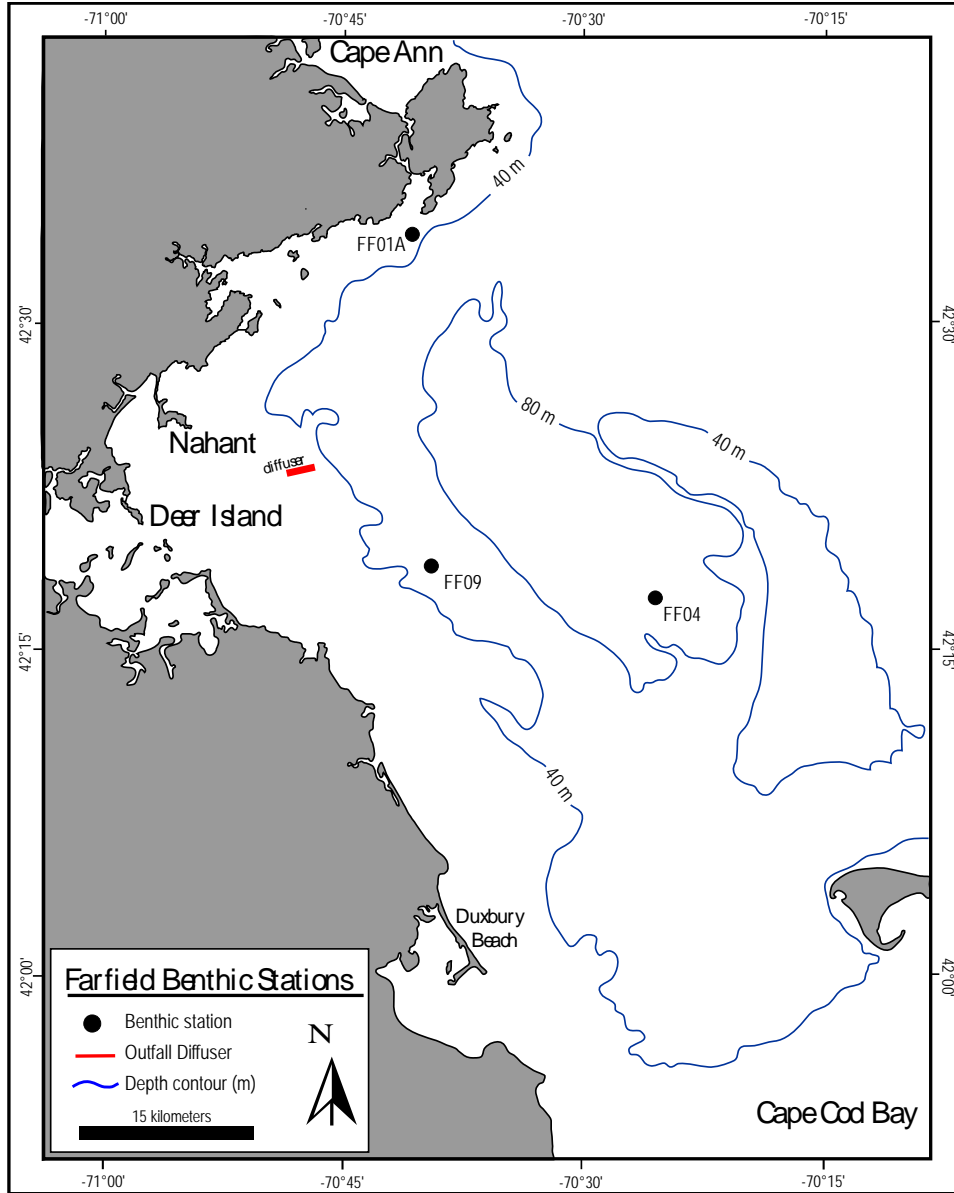 -71°00'
-70°45'
-70°30'
-70°15'
Cape Ann
40 m
FF01A
42°30'
42°30'
80 m
40 m
Nahant
diffuser
Deer Island
FF09
FF04
42°15'
42°15'
40 m
Duxbury
Beach
42°00'
42°00'
Farfield Benthic Stations
Benthic station
Outfall Diffuser
Depth contour (m)
15 kilometers
N
Cape Cod Bay
-71°00'
-70°45'
-70°30'
-70°15'